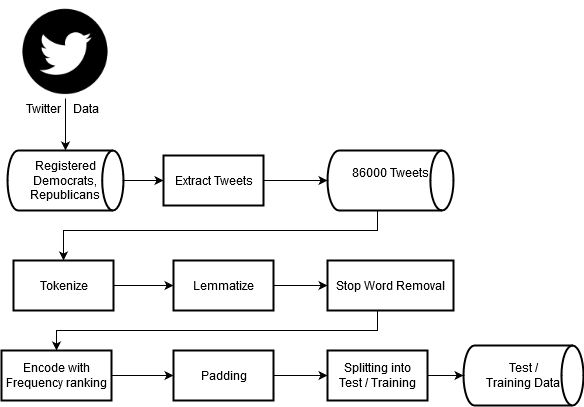 Twitter Data
Registered
Democrats,
Republicans
Extract Tweets
86000 Tweets
Tokenize
Lemmatize
Stop Word Removal
Encode with
Frequency ranking
Padding
Splitting into
Test / Training
Test /
Training Data